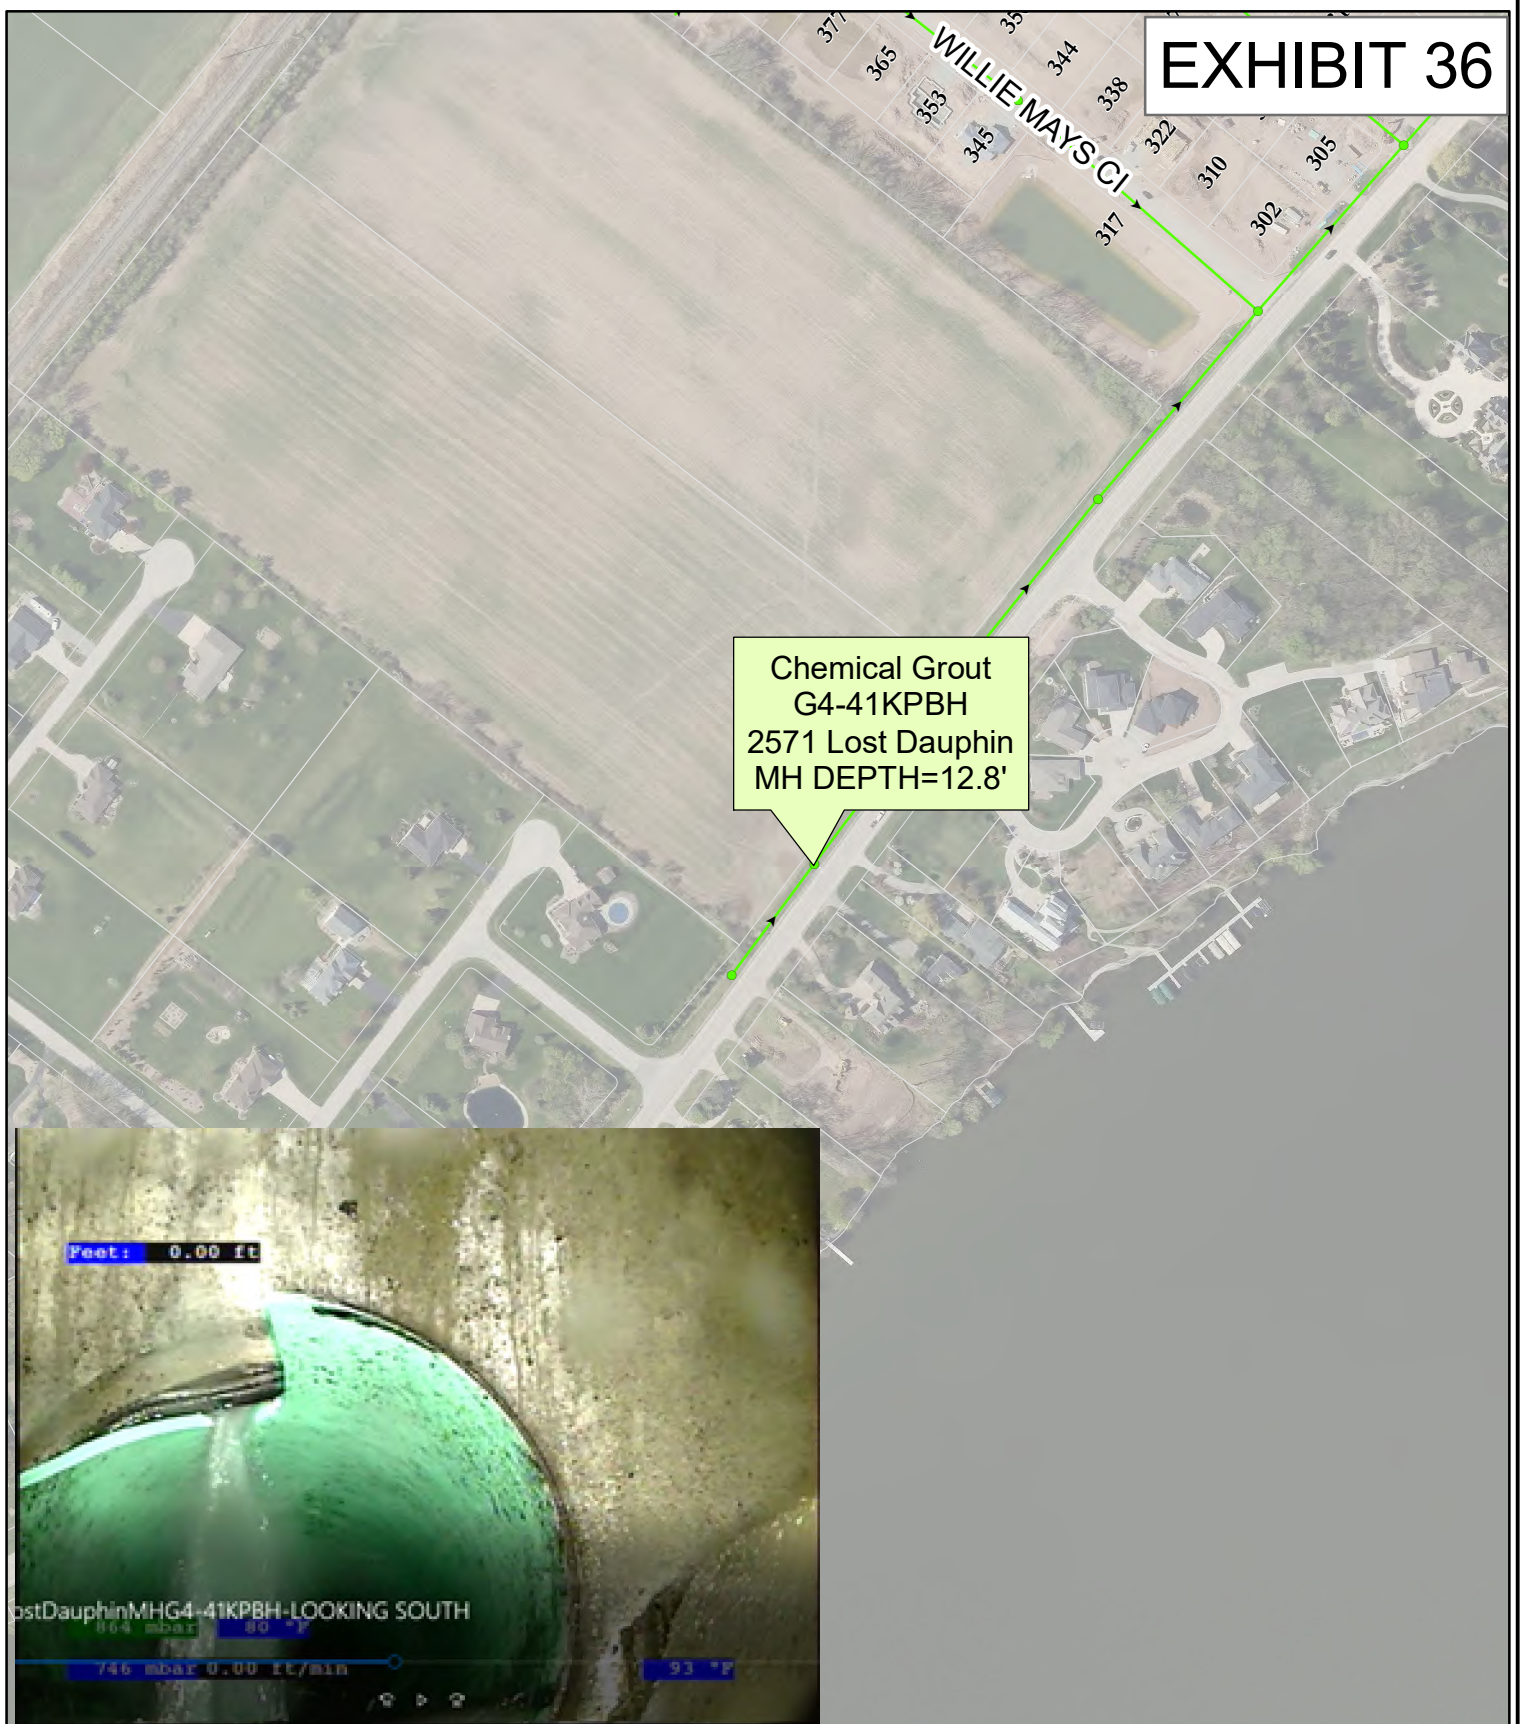 EXHIBIT 36
377
365
353
345
344
338
322
310
302
305
317
WILLIE MAYS CI
Chemical Grout
G4-41KPBH
2571 Lost Dauphin
MH DEPTH=12.8'
Feet: 0.00 ft
ostDauphinMHG4-41KPBH-LOOKING SOUTH
864 mbar 80 °F
746 mbar 0.00 ft/min 93 °F